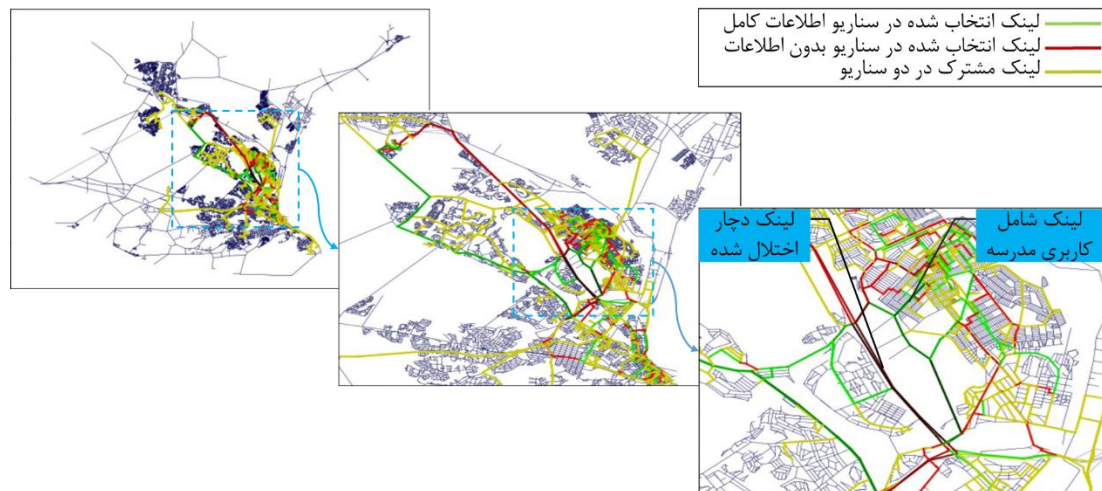 لینک انتخاب شده در سناریو اطلاعات کامل
لینک انتخاب شده در سناریو بدون اطلاعات
لینک مشترک در دو سناریو
لینک شامل
کاربری مدرسه
لینک دچار
اختلال شده